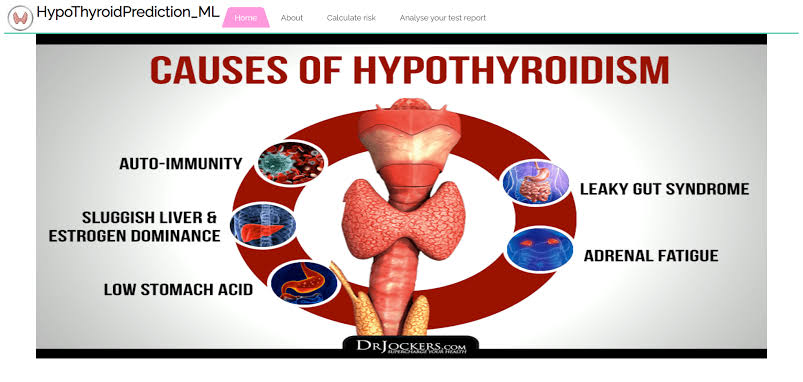 HypoThyroidPrediction_ML
Home About Calculate risk Analyse your test report
CAUSES OF HYPOTHYROIDISM
AUTO-IMMUNITY
SLUGGISH LIVER &
ESTROGEN DOMINANCE
LOW STOMACH ACID
LEAKY GUT SYNDROME
ADRENAL FATIGUE
DRJOCKERS.COM
SUPERCHARGE YOUR HEALTH